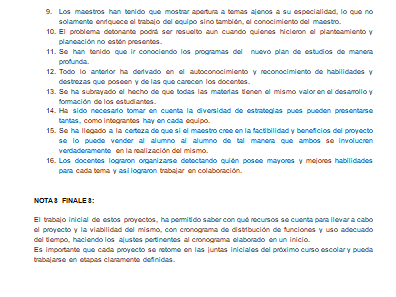 9. Los maestros han tenido que mostrar apertura a temas ajenos a su especialidad, lo que no
solamente enriquece el trabajo del equipo sino también, el conocimiento del maestro.
10. El problema detonante podrá ser resuelto aun cuando quienes hicieron el planteamiento y
planeación no estén presentes.
11. Se han tenido que ir conociendo los programas del nuevo plan de estudios de manera
profunda.
12. Todo lo anterior ha derivado en el autoconocimiento y reconocimiento de habilidades y
destrezas que poseen y de las que carecen los docentes.
13. Se ha subrayado el hecho de que todas las materias tienen el mismo valor en el desarrollo y
formación de los estudiantes.
14. Ha sido necesario tomar en cuenta la diversidad de estrategias pues pueden presentarse
tantas, como integrantes hay en cada equipo.
15. Se ha llegado a la certeza de que si el maestro cree en la factibilidad y beneficios del proyecto
se lo puede vender al alumno al alumno de tal manera que ambos se involucren
verdaderamente en la realización del mismo.
16. Los docentes lograron organizarse detectando quién posee mayores y mejores habilidades
para cada tema y así lograron trabajar en colaboración.
NOTAS FINALES:
El trabajo inicial de estos proyectos, ha permitido saber con qué recursos se cuenta para llevar a cabo
el proyecto y la viabilidad del mismo, con cronograma de distribución de funciones y uso adecuado
del tiempo, haciendo los ajustes pertinentes al cronograma elaborado en un inicio.
Es importante que cada proyecto se retome en las juntas iniciales del próximo curso escolar y pueda
trabajarse en etapas claramente definidas.